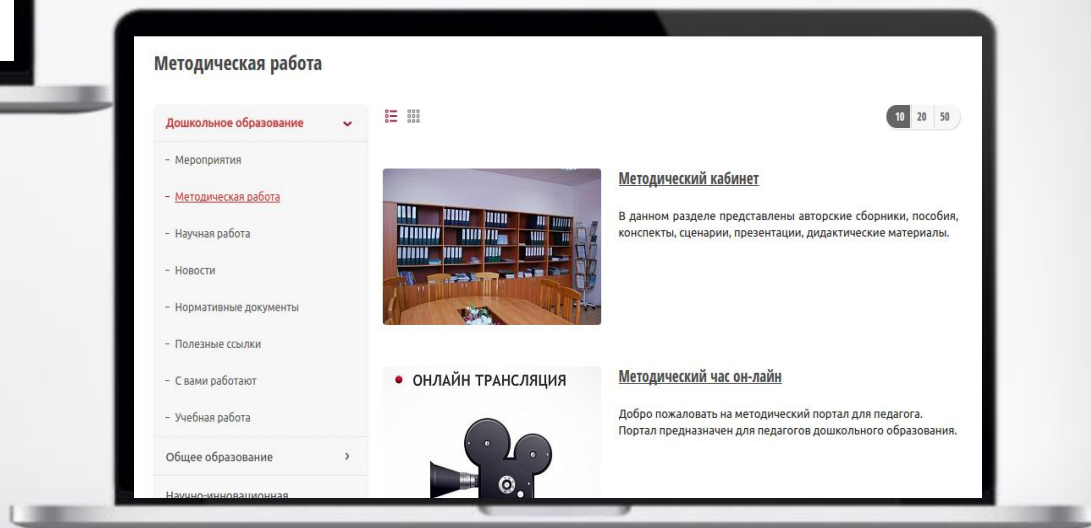 Методическая работа
Дошкольное образование
- Мероприятия
- Методическая работа
- Научная работа
- Новости
- Нормативные документы
- Полезные ссылки
- С вами работают
- Учебная работа
Общее образование
Научно-инновационная
10 20 50
Методический кабинет
В данном разделе представлены авторские сборники, пособия,
конспекты, сценарии, презентации, дидактические материалы.
ОНЛАЙН ТРАНСЛЯЦИЯ
Методический час он-лайн
Добро пожаловать на методический портал для педагога.
Портал предназначен для педагогов дошкольного образования.